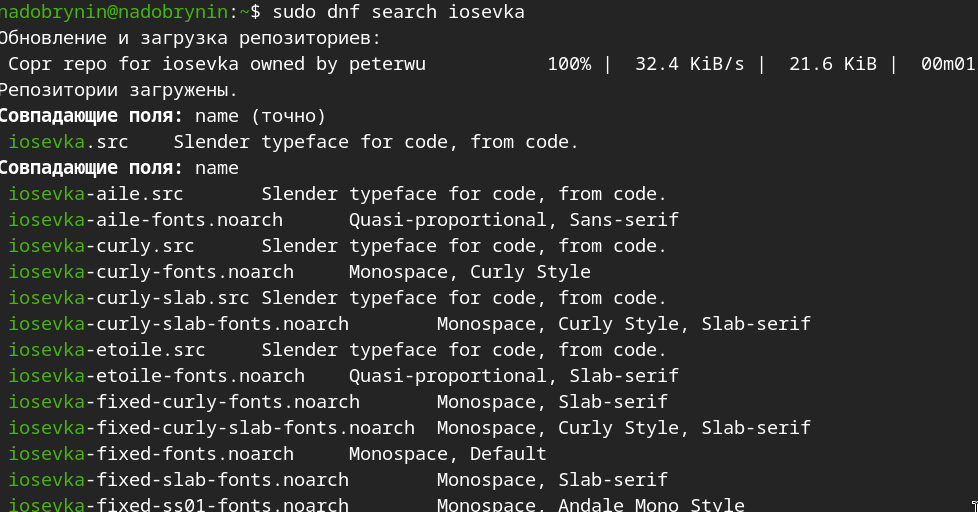 nadobrynin@nadobrynin:~$ sudo dnf search iosevka
Обновление и загрузка репозиториев:
Copr repo for iosevka owned by peterwu 100% | 32.4 KiB/s | 21.6 KiB | 00m01
Репозитории загружены.
Совпадающие поля: name (точно)
iosevka.src Slender typeface for code, from code.
Совпадающие поля: name
iosevka-aile.src Slender typeface for code, from code.
iosevka-aile-fonts.noarch Quasi-proportional, Sans-serif
iosevka-curly.src Slender typeface for code, from code.
iosevka-curly-fonts.noarch Monospace, Curly Style
iosevka-curly-slab.src Slender typeface for code, from code.
iosevka-curly-slab-fonts.noarch Monospace, Curly Style, Slab-serif
iosevka-etoile.src Slender typeface for code, from code.
iosevka-etoile-fonts.noarch Quasi-proportional, Slab-serif
iosevka-fixed-curly-fonts.noarch Monospace, Slab-serif
iosevka-fixed-curly-slab-fonts.noarch Monospace, Curly Style, Slab-serif
iosevka-fixed-fonts.noarch Monospace, Default
iosevka-fixed-slab-fonts.noarch Monospace, Slab-serif
iosevka-fixed-ss01-fonts.noarch Monospace, Andale Mono Style